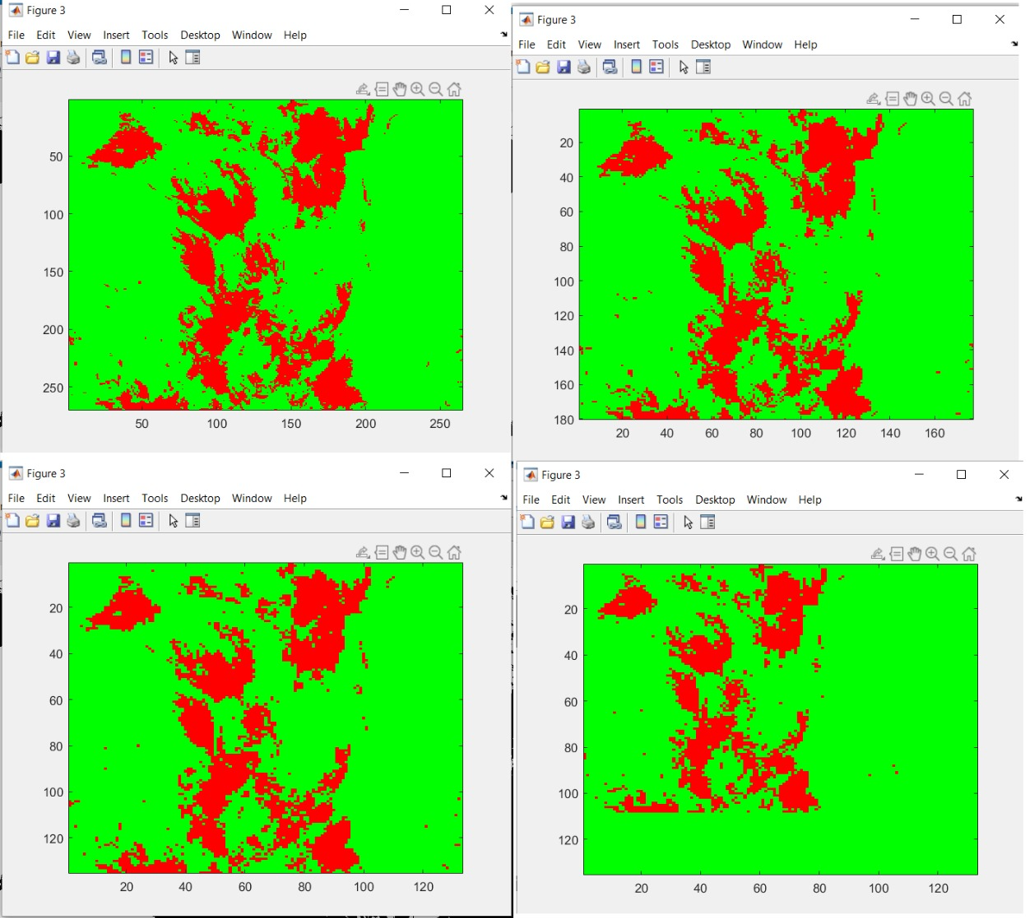 Figure 3
File Edit View Insert Tools Desktop Window Help
50
100
150
200
250
50 100 150 200 250
Figure 3
File Edit View Insert Tools Desktop Window Help
20
40
60
80
100
120
140
160
180
20 40 60 80 100 120 140 160
Figure 3
File Edit View Insert Tools Desktop Window Help
20
40
60
80
100
120
20 40 60 80 100 120
Figure 3
File Edit View Insert Tools Desktop Window Help
20
40
60
80
100
120
20 40 60 80 100 120